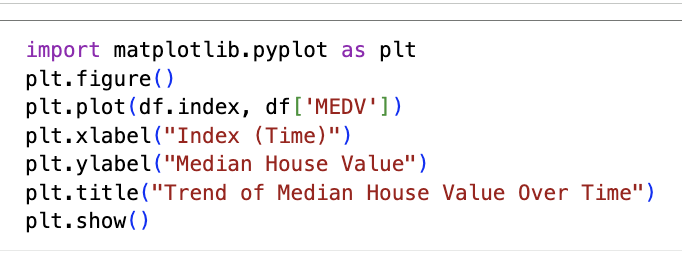 import matplotlib.pyplot as plt
plt.figure()
plt.plot(df.index, df['MEDV'])
plt.xlabel("Index (Time)")
plt.ylabel("Median House Value")
plt.title("Trend of Median House Value Over Time")
plt.show()